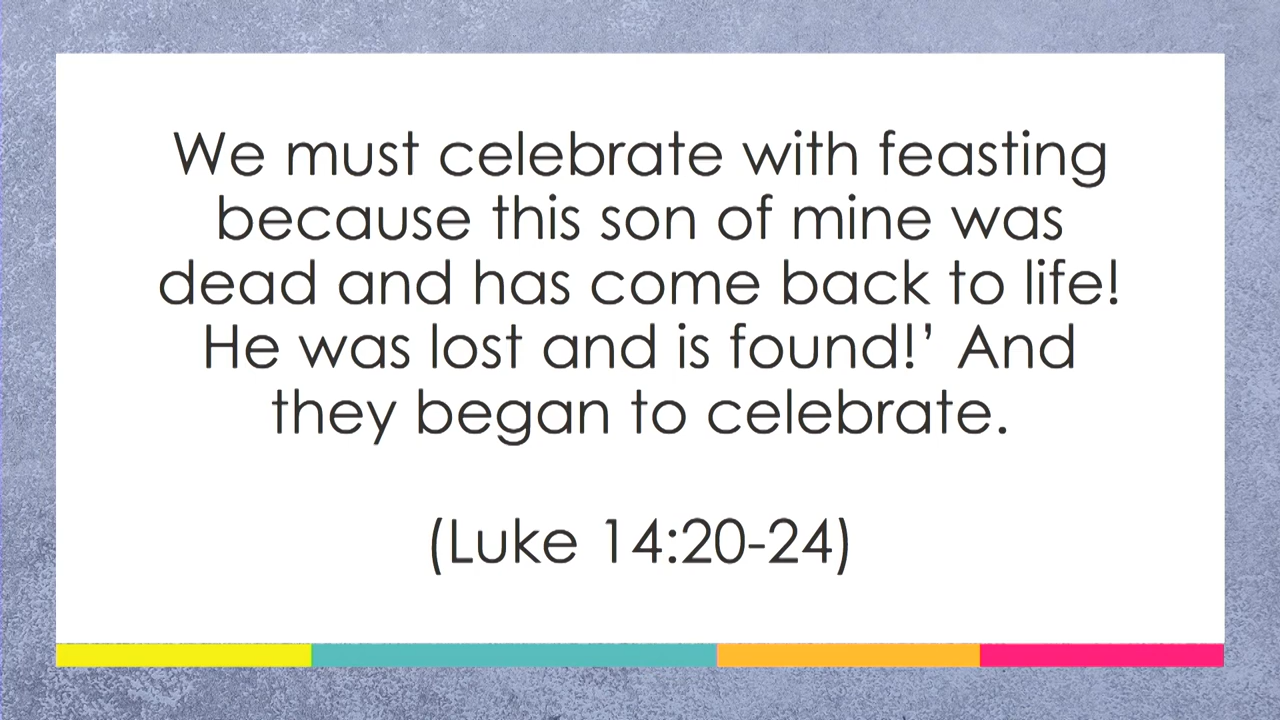 We must celebrate with feasting
because this son of mine was
dead and has come back to life!
He was lost and is found!’ And
they began to celebrate.
(Luke 14:20-24)